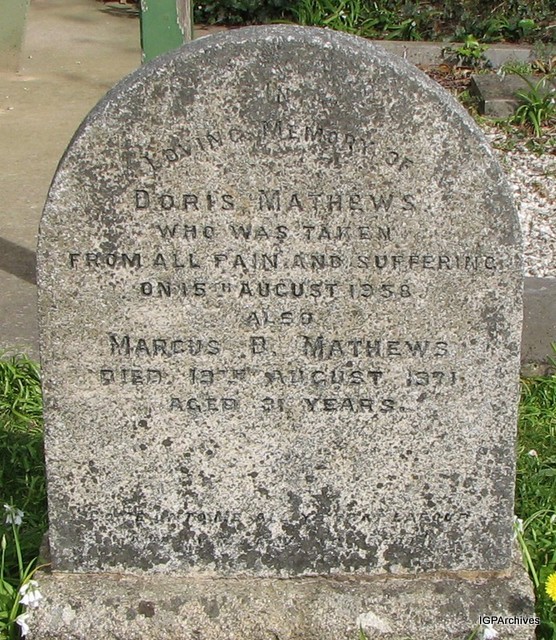 IN
LOVING MEMORY OF
DORIS MATHEWS
WHO WAS TAKEN
FROM ALL PAIN AND SUFFERING
ON 15TH AUGUST 1958
ALSO
MARCUS D. MATHEWS
DIED 19TH AUGUST 1971
AGED 31 YEARS.
IGPArchives